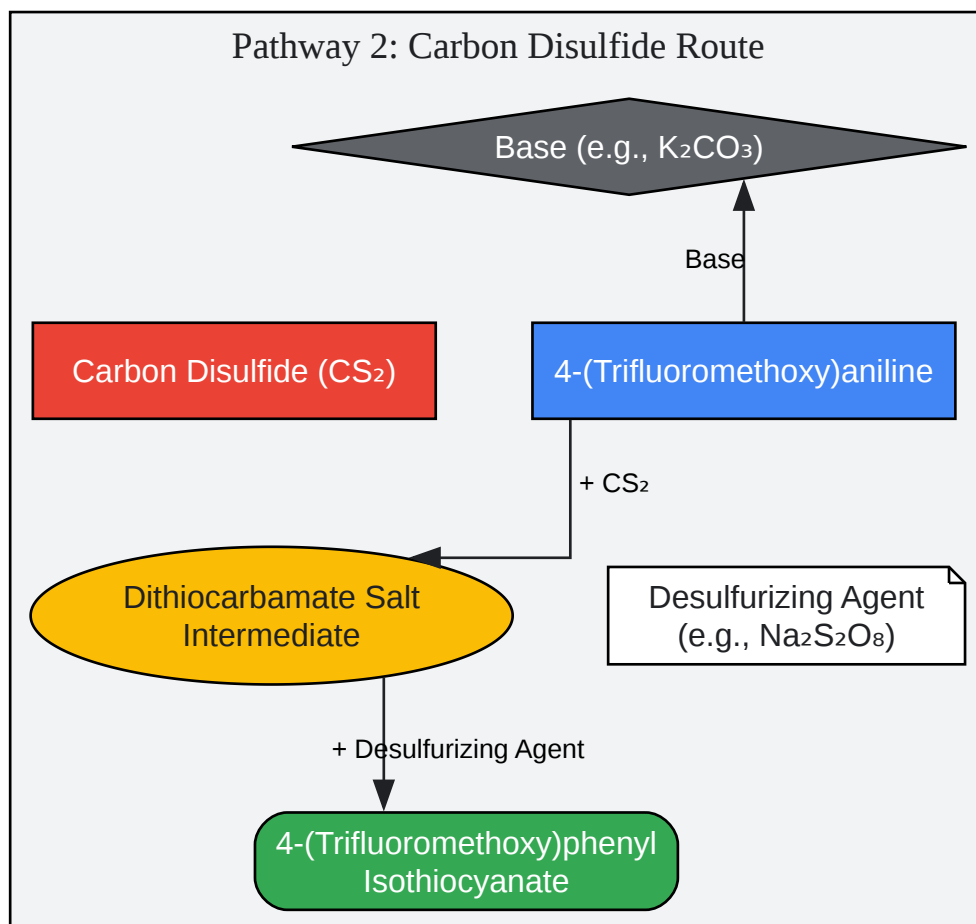 Pathway 2: Carbon Disulfide Route
Base (e.g., K₂CO₃)
Base
Carbon Disulfide (CS₂)
4-(Trifluoromethoxy)aniline
+ CS₂
Dithiocarbamate Salt
Intermediate
Desulfurizing Agent
(e.g., Na₂S₂O₈)
+ Desulfurizing Agent
4-(Trifluoromethoxy)phenyl
Isothiocyanate